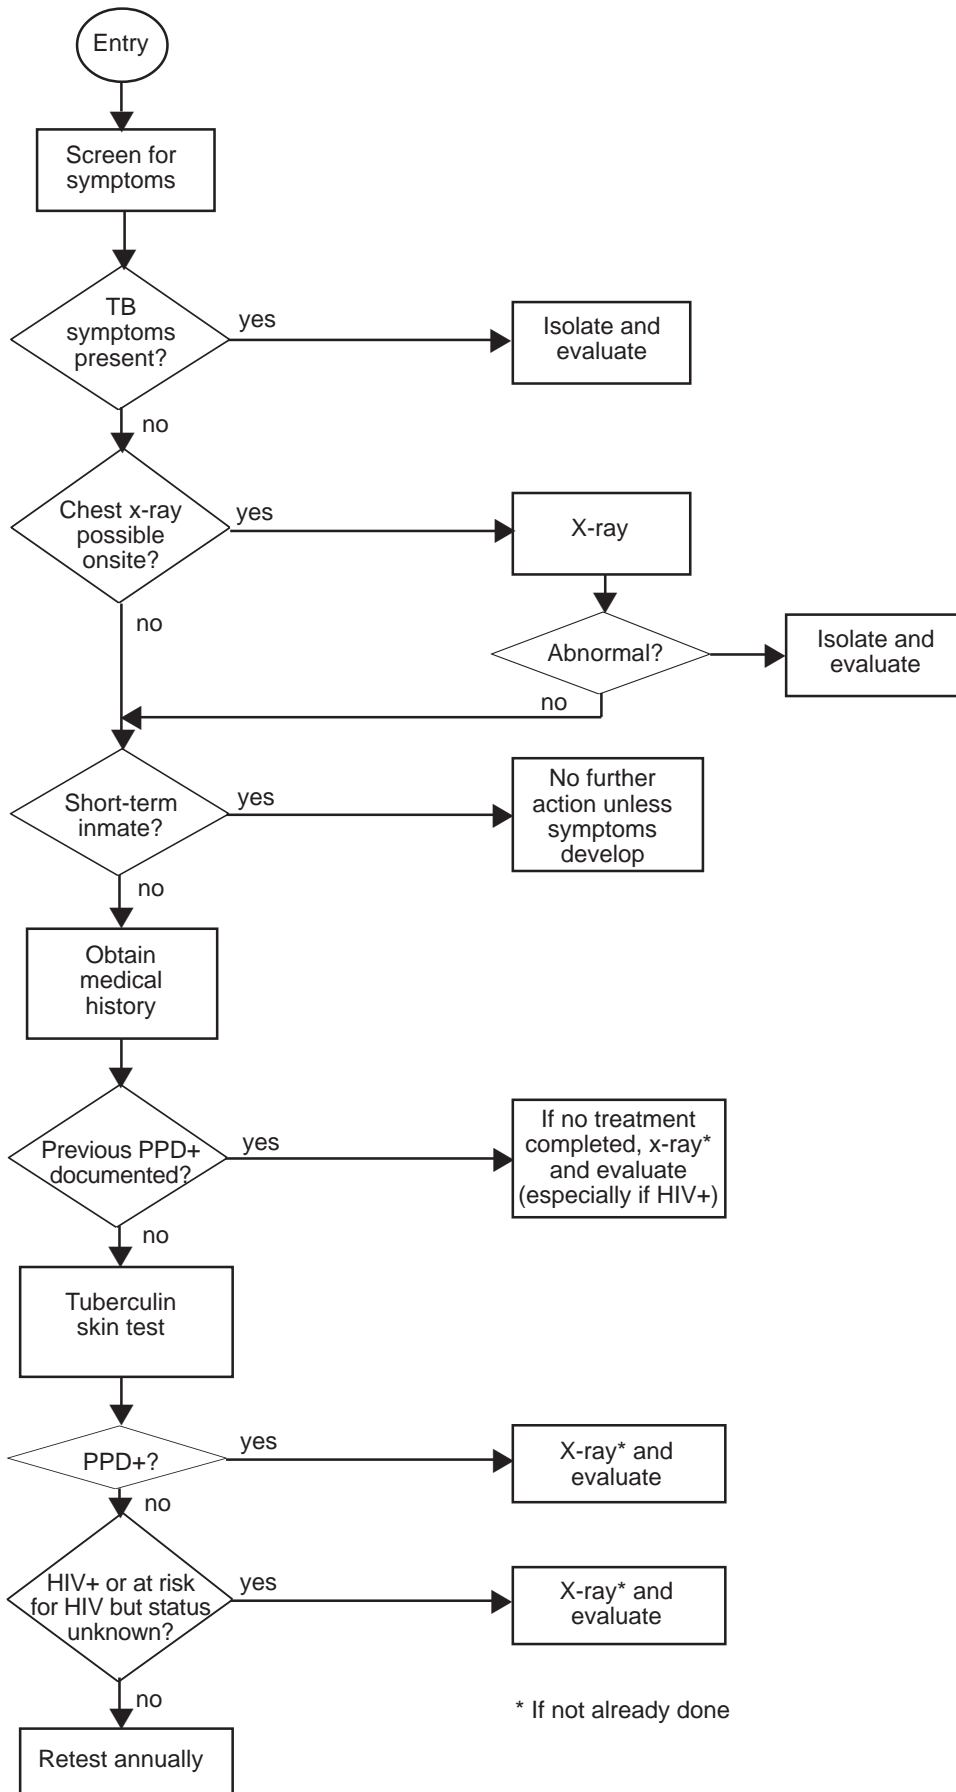 Entry
Screen for
symptoms
TB
symptoms
present?
yes
Isolate and
evaluate
no
Chest x-ray
possible
onsite?
yes
X-ray
no
Abnormal?
Isolate and
evaluate
no
Short-term
inmate?
yes
No further
action unless
symptoms
develop
no
Obtain
medical
history
Previous PPD+
documented?
yes
If no treatment
completed, x-ray*
and evaluate
(especially if HIV+)
no
Tuberculin
skin test
PPD+?
yes
X-ray* and
evaluate
no
HIV+ or at risk
for HIV but status
unknown?
yes
X-ray* and
evaluate
no
* If not already done
Retest annually